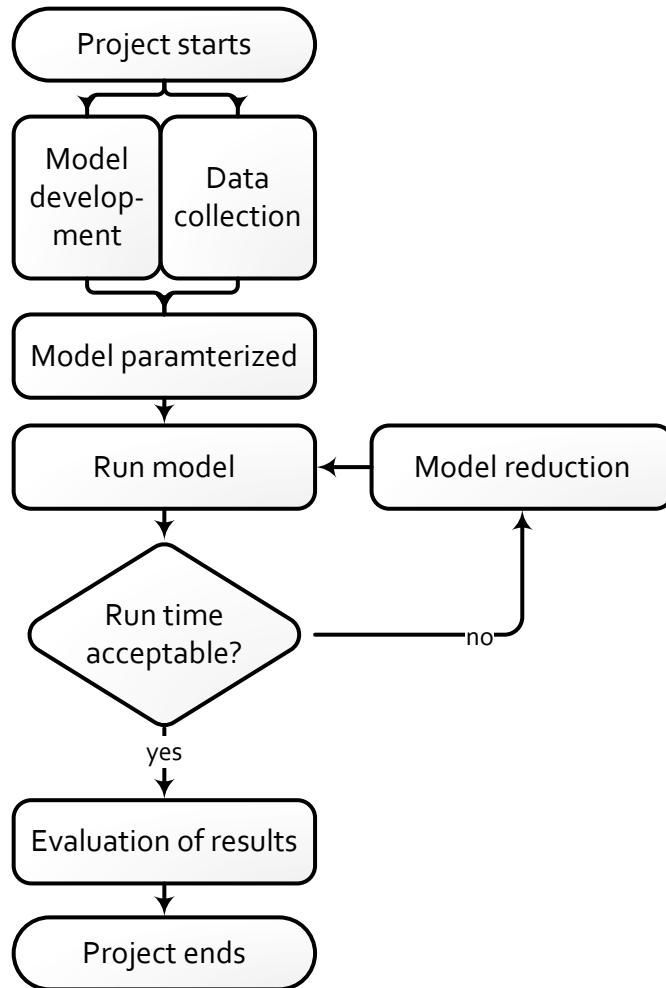 Project starts
Model
develop-
ment
Data
collection
Model paramterized
Run model
Model reduction
Run time
acceptable?
no
yes
Evaluation of results
Project ends